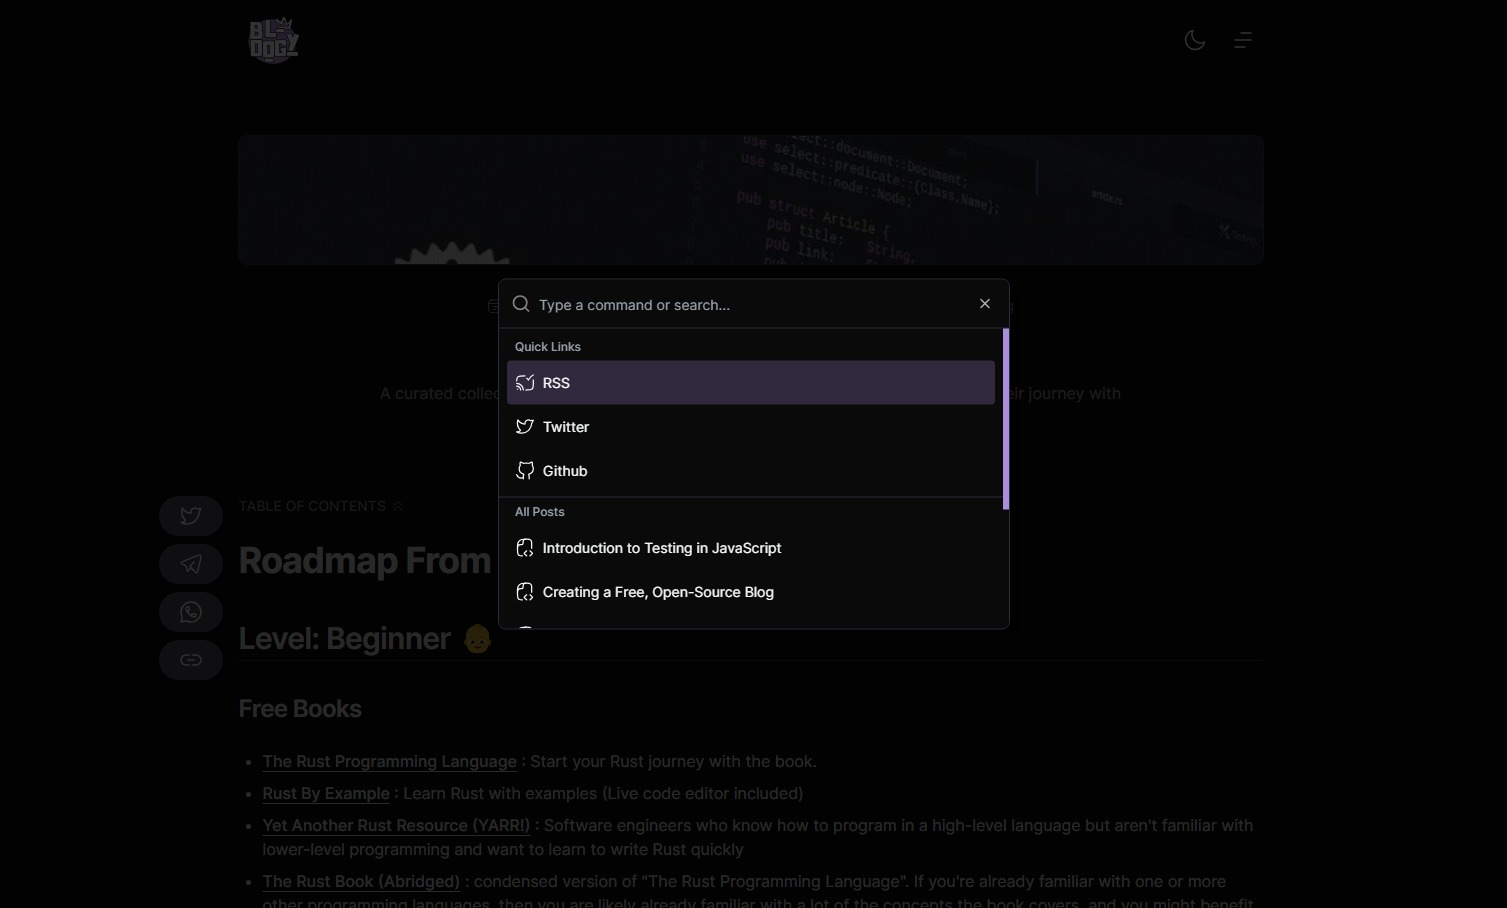 BL
DOGY
use select::document::Document;
use select::predicate::{Class,Name};
use select::node::Node;
pub struct Article {
pub title: String,
pub link:
Type a command or search...
Quick Links
RSS
Twitter
Github
All Posts
Introduction to Testing in JavaScript
Creating a Free, Open-Source Blog
A curated collec
eir journey with
TABLE OF CONTENTS
Roadmap From
Level: Beginner
Free Books
• The Rust Programming Language : Start your Rust journey with the book.
• Rust By Example : Learn Rust with examples (Live code editor included)
• Yet Another Rust Resource (YARR!) : Software engineers who know how to program in a high-level language but aren't familiar with
lower-level programming and want to learn to write Rust quickly
• The Rust Book (Abridged) : condensed version of "The Rust Programming Language". If you're already familiar with one or more
other programming languages, then you are likely already familiar with a lot of the concepts the book covers, and you might benefit